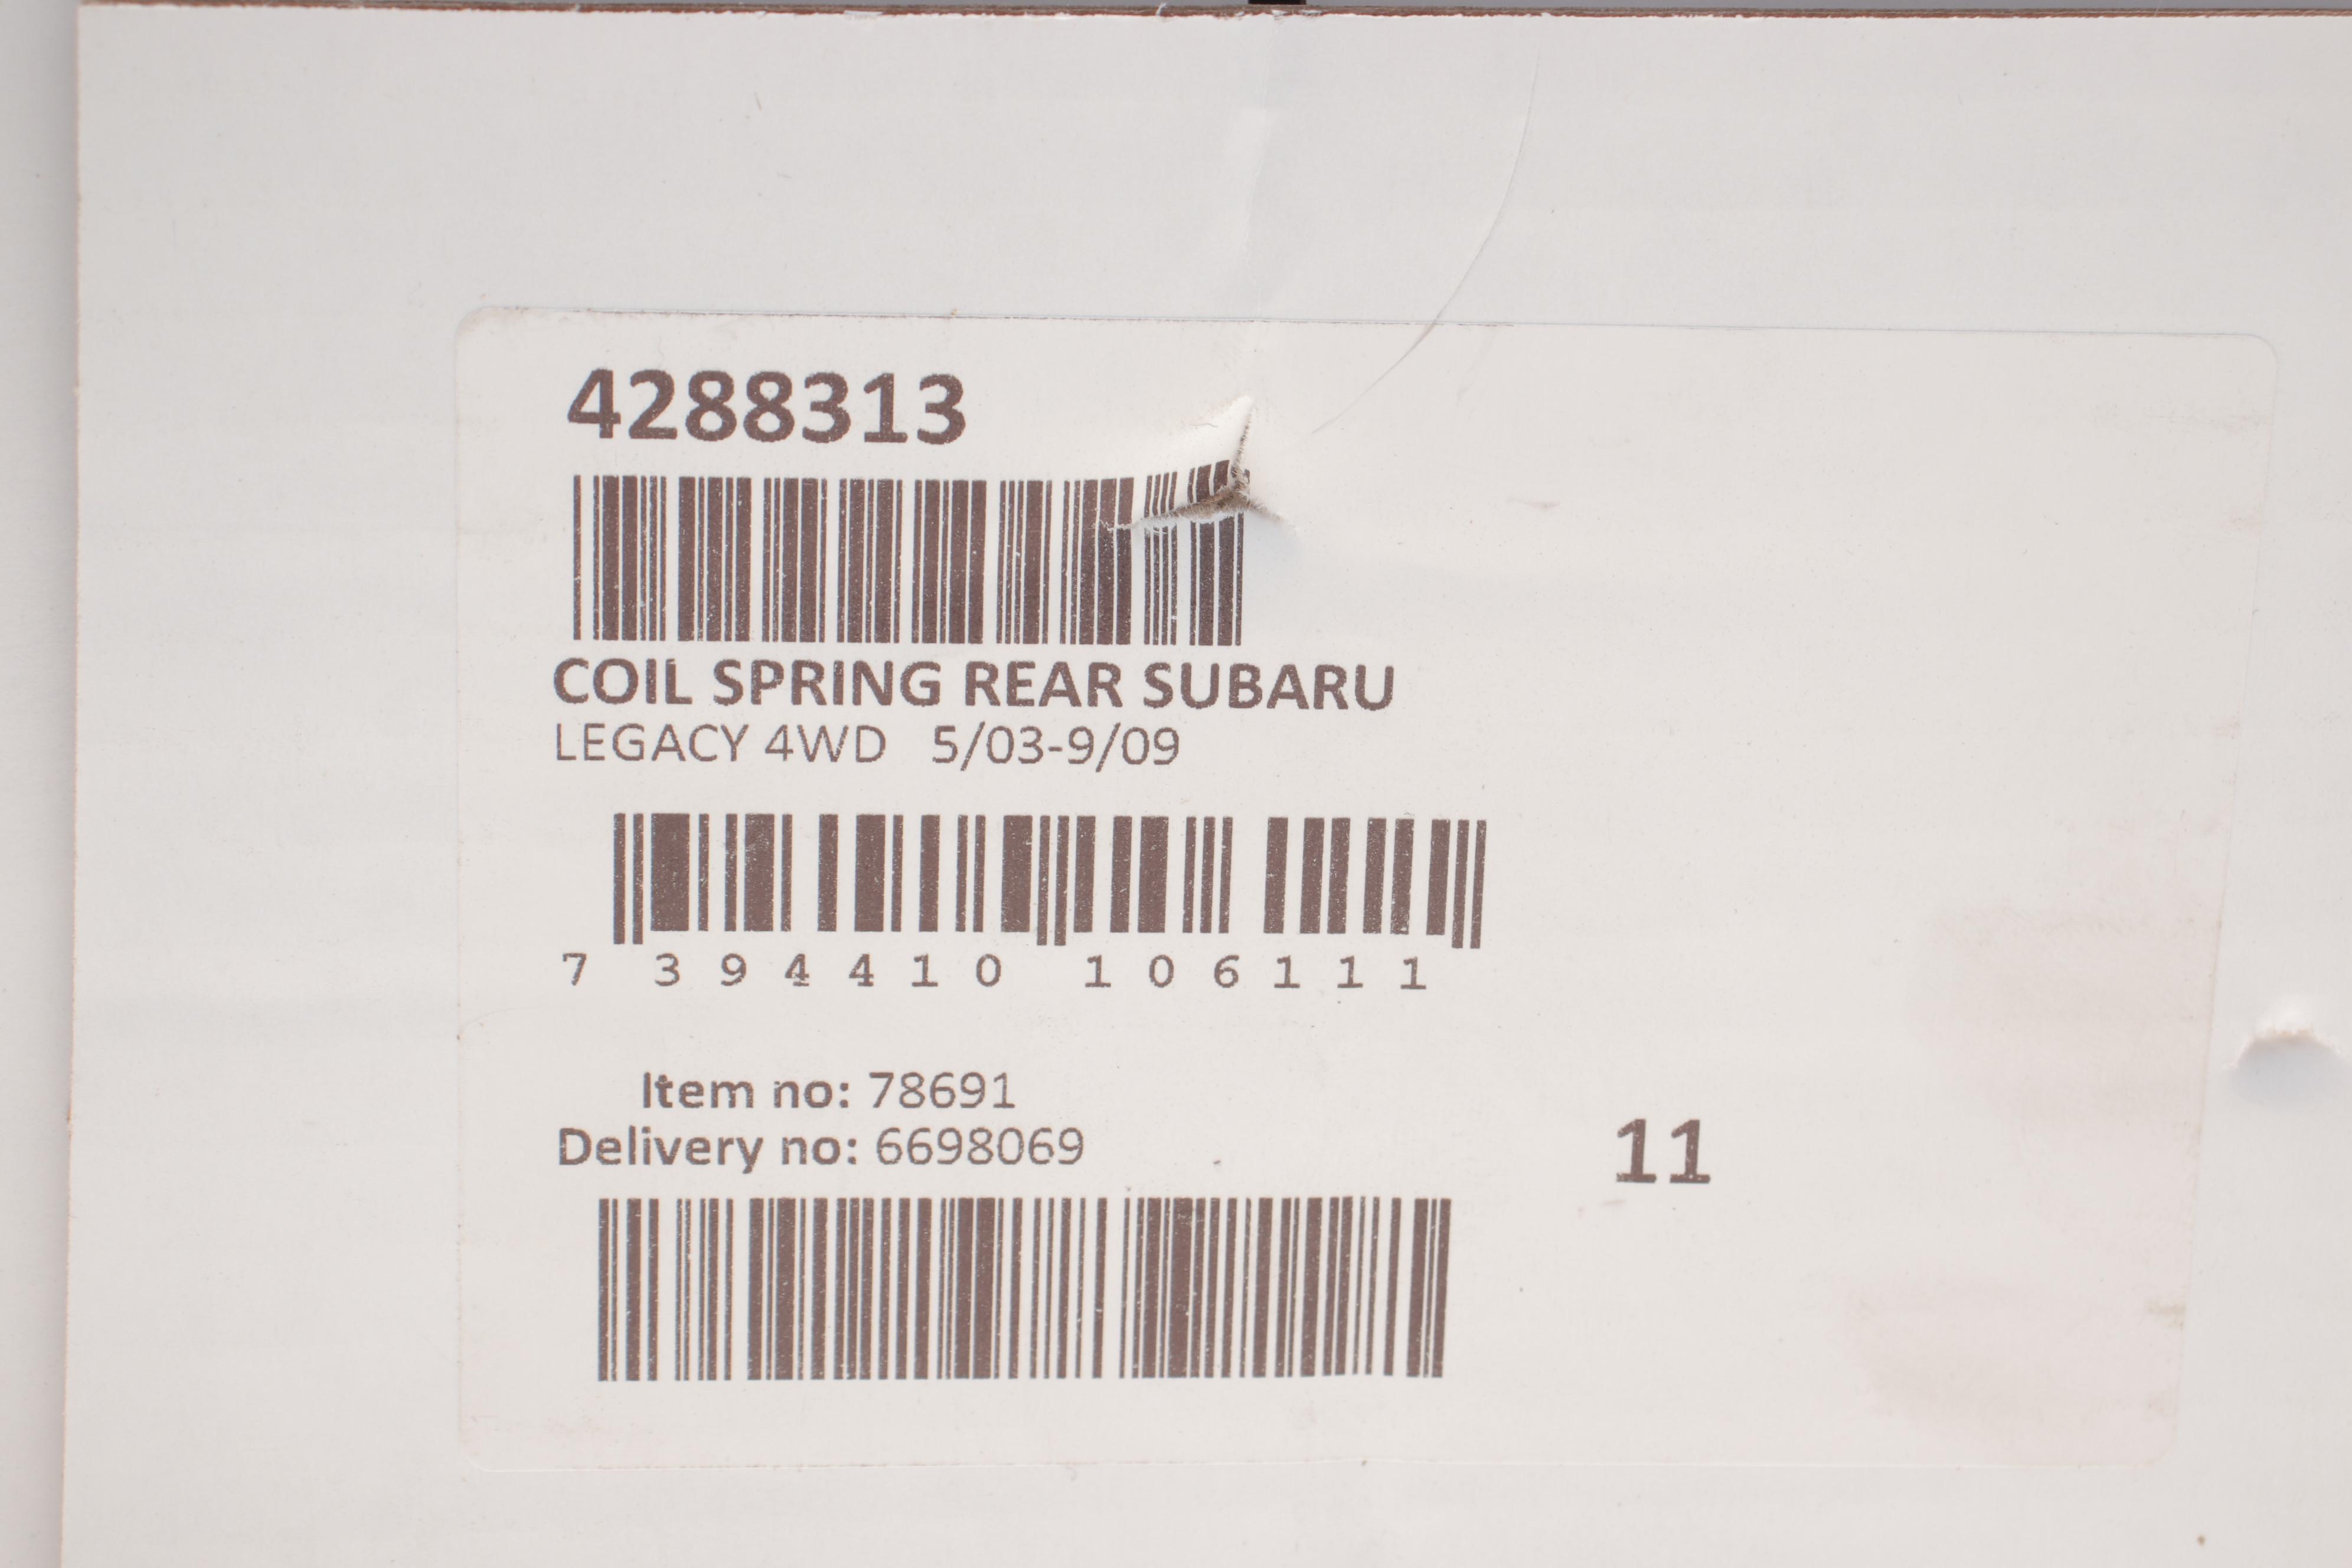 4288313
COIL SPRING REAR SUBARU
LEGACY 4WD 5/03-9/09
7 394410 106111
Item no: 78691
Delivery no: 6698069
11